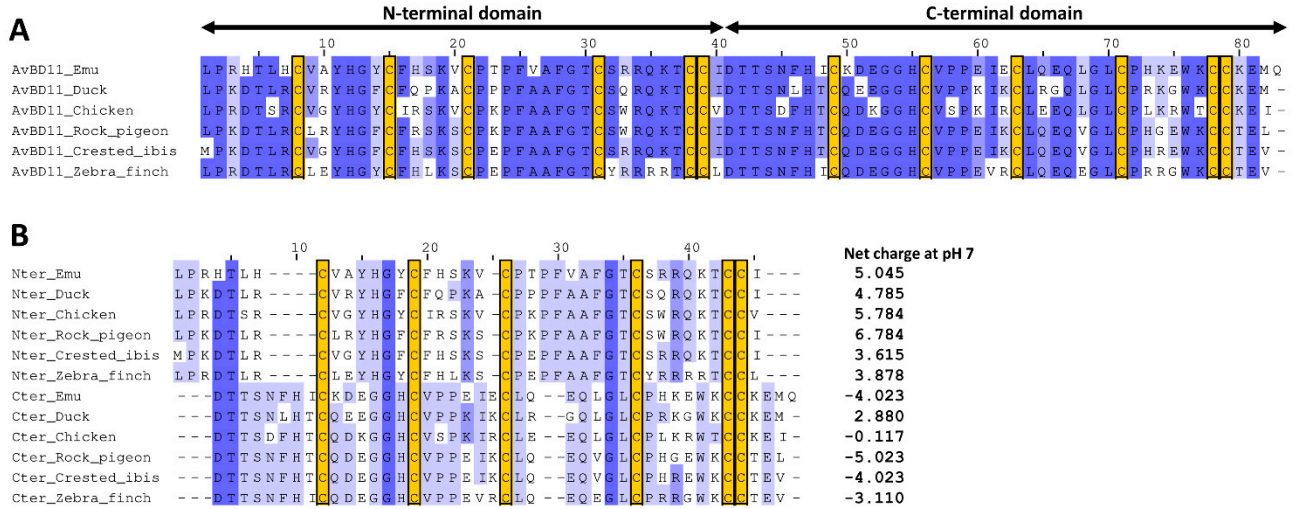 N-terminal domain C-terminal domain
A
10 20 30 40 50 60 70 80
AvBD11_Emu LPRHTLHCVAYHGYCFHSKVCPTPFVAFGTCSRRQKTCCIDTTSNFHICKDEGGHCVPPEIECLQEQLGLCPHKEWKCCKEMQ
AvBD11_Duck LPKDTLRCVRYHGFCFQPKACPPPFAAFGTCSQRQKTCCIDTTSNLHTCQEEGGHCVPPKIKCLRGQLGLCPRKGWKCCKEM-
AvBD11_Chicken LPRDTSRCVGYHGYCIRSKVCPKPFAAFGTCSWRQKTCCVDTTSDFHTCQDKGGHCVSPKIRCLEEQLGLCPLKRWTCCKEI-
AvBD11_Rock_pigeon LPKDTLRCLRYHGFCFRSKSCPKPFAAFGTCSWRQKTCCIDTTSNFHTCQDEGGHCVPPEIKCLQEQVGLCPHGEWKCCTEL-
AvBD11_Crested_ibis MPKDTLRCVGYHGYCFHSKSCPEPFAAFGTCSRRQKTCCIDTTSNFHTCQDEGGHCVPPEIKCLQEQVGLCPHREWKCCTEV-
AvBD11_Zebra_finch LPRDTLRCLEYHGYCFHLKSCPEPFAAFGTCYRRRRTCCLDTTSNFHICQDEGGHCVPPEVRCLQEQEGLCPRRGWKCCTEV-
B
10 20 30 40 Net charge at pH 7
Nter_Emu LPRHTLH----CVAYHGYCFHSKV-CPTPFVAFGTCSRRQKTCCI---- 5.045
Nter_Duck LPKDTLR----CVRYHGFCFQPKA-CPPPFAAFGTCSQRQKTCCI---- 4.785
Nter_Chicken LPRDTSR----CVGYHGYCIRSKV-CPKPFAAFGTCSWRQKTCCV---- 5.784
Nter_Rock_pigeon LPKDTLR----CLRYHGFCFRSKS-CPKPFAAFGTCSWRQKTCCI---- 6.784
Nter_Crested_ibis MPKDTLR----CVGYHGYCFHSKS-CPEPFAAFGTCSRRQKTCCI---- 3.615
Nter_Zebra_finch LPRDTLR----CLEYHGYCFHLKS-CPEPFAAFGTCYRRRRTCCL---- 3.878
Cter_Emu ---DTTSNFHICKDEGGHCVPPEIECLQ--EQLGLCPHKEWKCCKEMQ -4.023
Cter_Duck ---DTTSNLHTCQEEGGHCVPPKIKCLR--GQLGLCPRKGWKCCKEM- 2.880
Cter_Chicken ---DTTSDFHTCQDKGGHCVSPKIRCLE--EQLGLCPLKRWTCCKEI- -0.117
Cter_Rock_pigeon ---DTTSNFHTCQDEGGHCVPPEIKCLQ--EQVGLCPHGEWKCCTEL- -5.023
Cter_Crested_ibis ---DTTSNFHTCQDEGGHCVPPEIKCLQ--EQVGLCPHREWKCCTEV- -4.023
Cter_Zebra_finch ---DTTSNFHICQDEGGHCVPPEVRCLQ--EQEGLCPRRGWKCCTEV- -3.110